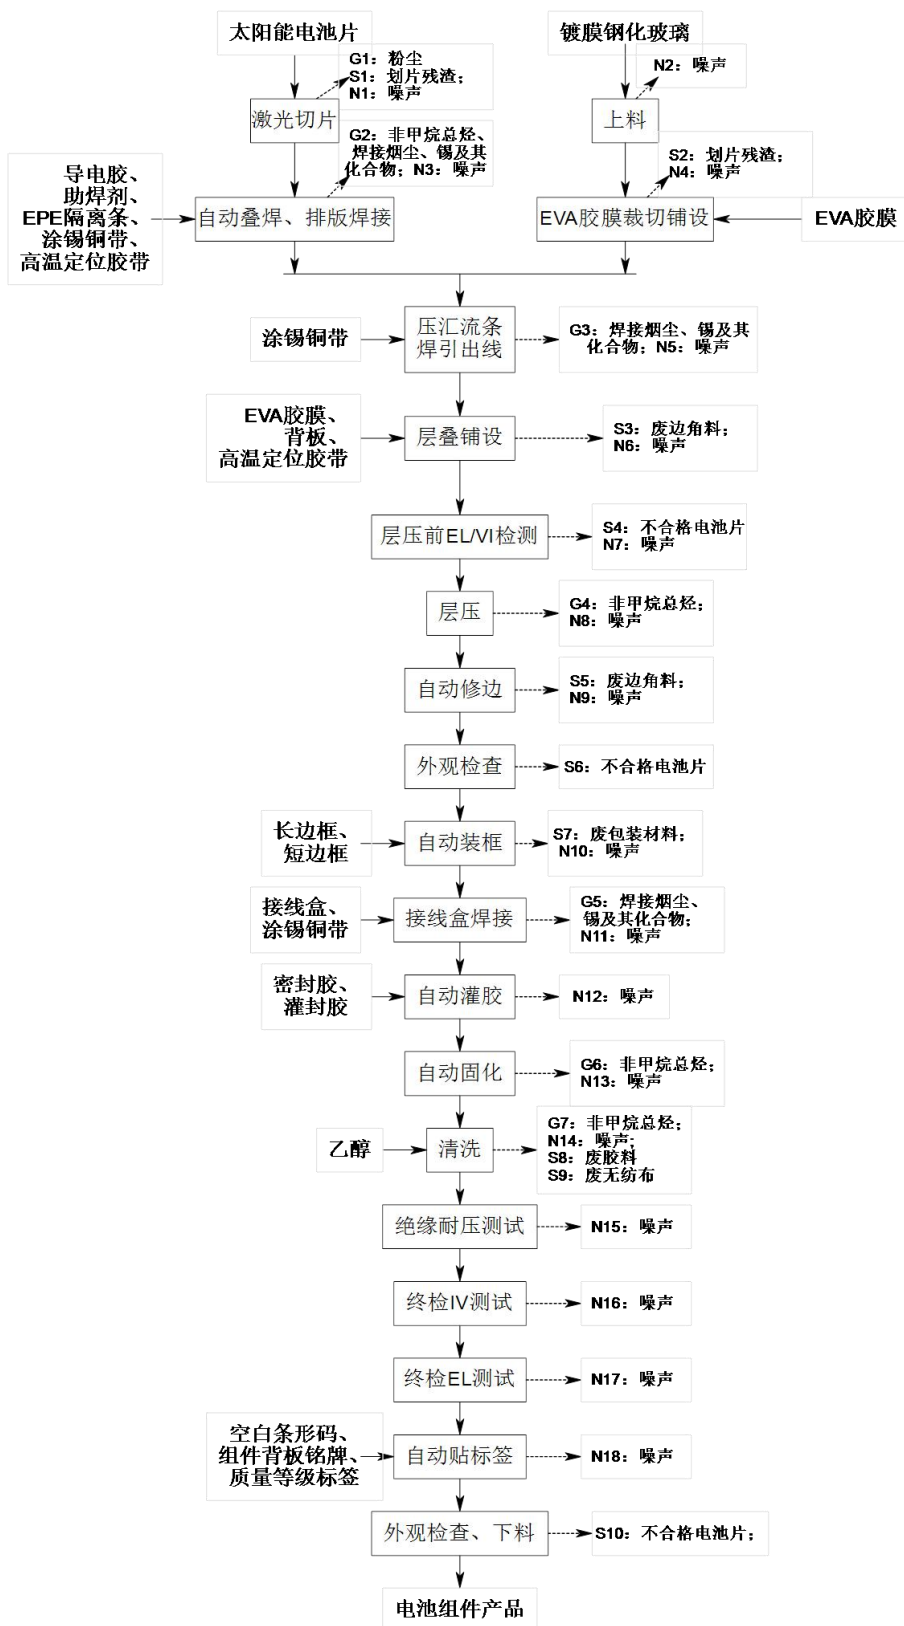 太阳能电池片
镀膜钢化玻璃
G1：粉尘
S1：划片残渣；
N1：噪声
N2：噪声
激光切片
上料
G2：非甲烷总烃、
焊接烟尘、锡及其
化合物；N3：噪声
S2：划片残渣；
N4：噪声
导电胶、
助焊剂、
EPE隔离条、
涂锡铜带、
高温定位胶带
自动叠焊、排版焊接
EVA胶膜裁切铺设
EVA胶膜
涂锡铜带
压汇流条
焊引出线
G3：焊接烟尘、锡及其
化合物；N5：噪声
EVA胶膜、
背板、
高温定位胶带
层叠铺设
S3：废边角料；
N6：噪声
层压前EL/VI检测
S4：不合格电池片
N7：噪声
层压
G4：非甲烷总烃；
N8：噪声
自动修边
S5：废边角料；
N9：噪声
外观检查
S6：不合格电池片
长边框、
短边框
自动装框
S7：废包装材料；
N10：噪声
接线盒、
涂锡铜带
接线盒焊接
G5：焊接烟尘、
锡及其化合物；
N11：噪声
密封胶、
灌封胶
自动灌胶
N12：噪声
自动固化
G6：非甲烷总烃；
N13：噪声
乙醇
清洗
G7：非甲烷总烃；
N14：噪声；
S8：废胶料
S9：废无纺布
绝缘耐压测试
N15：噪声
终检IV测试
N16：噪声
终检EL测试
N17：噪声
空白条形码、
组件背板铭牌、
质量等级标签
自动贴标签
N18：噪声
外观检查、下料
S10：不合格电池片；
电池组件产品